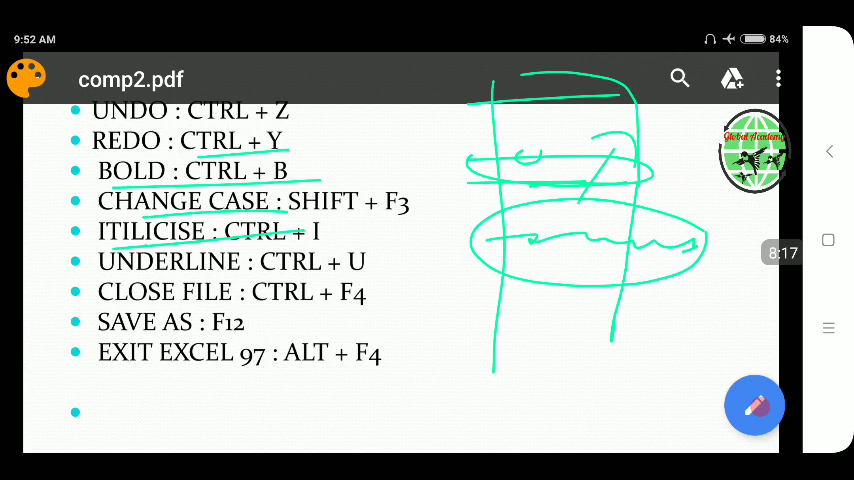 9:52 AM
84%
comp2.pdf
UNDO : CTRL + Z
REDO : CTRL + Y
BOLD : CTRL + B
CHANGE CASE : SHIFT + F3
ITILICISE : CTRL + I
UNDERLINE : CTRL + U
CLOSE FILE : CTRL + F4
SAVE AS : F12
EXIT EXCEL 97 : ALT + F4
Global Academy
8:17